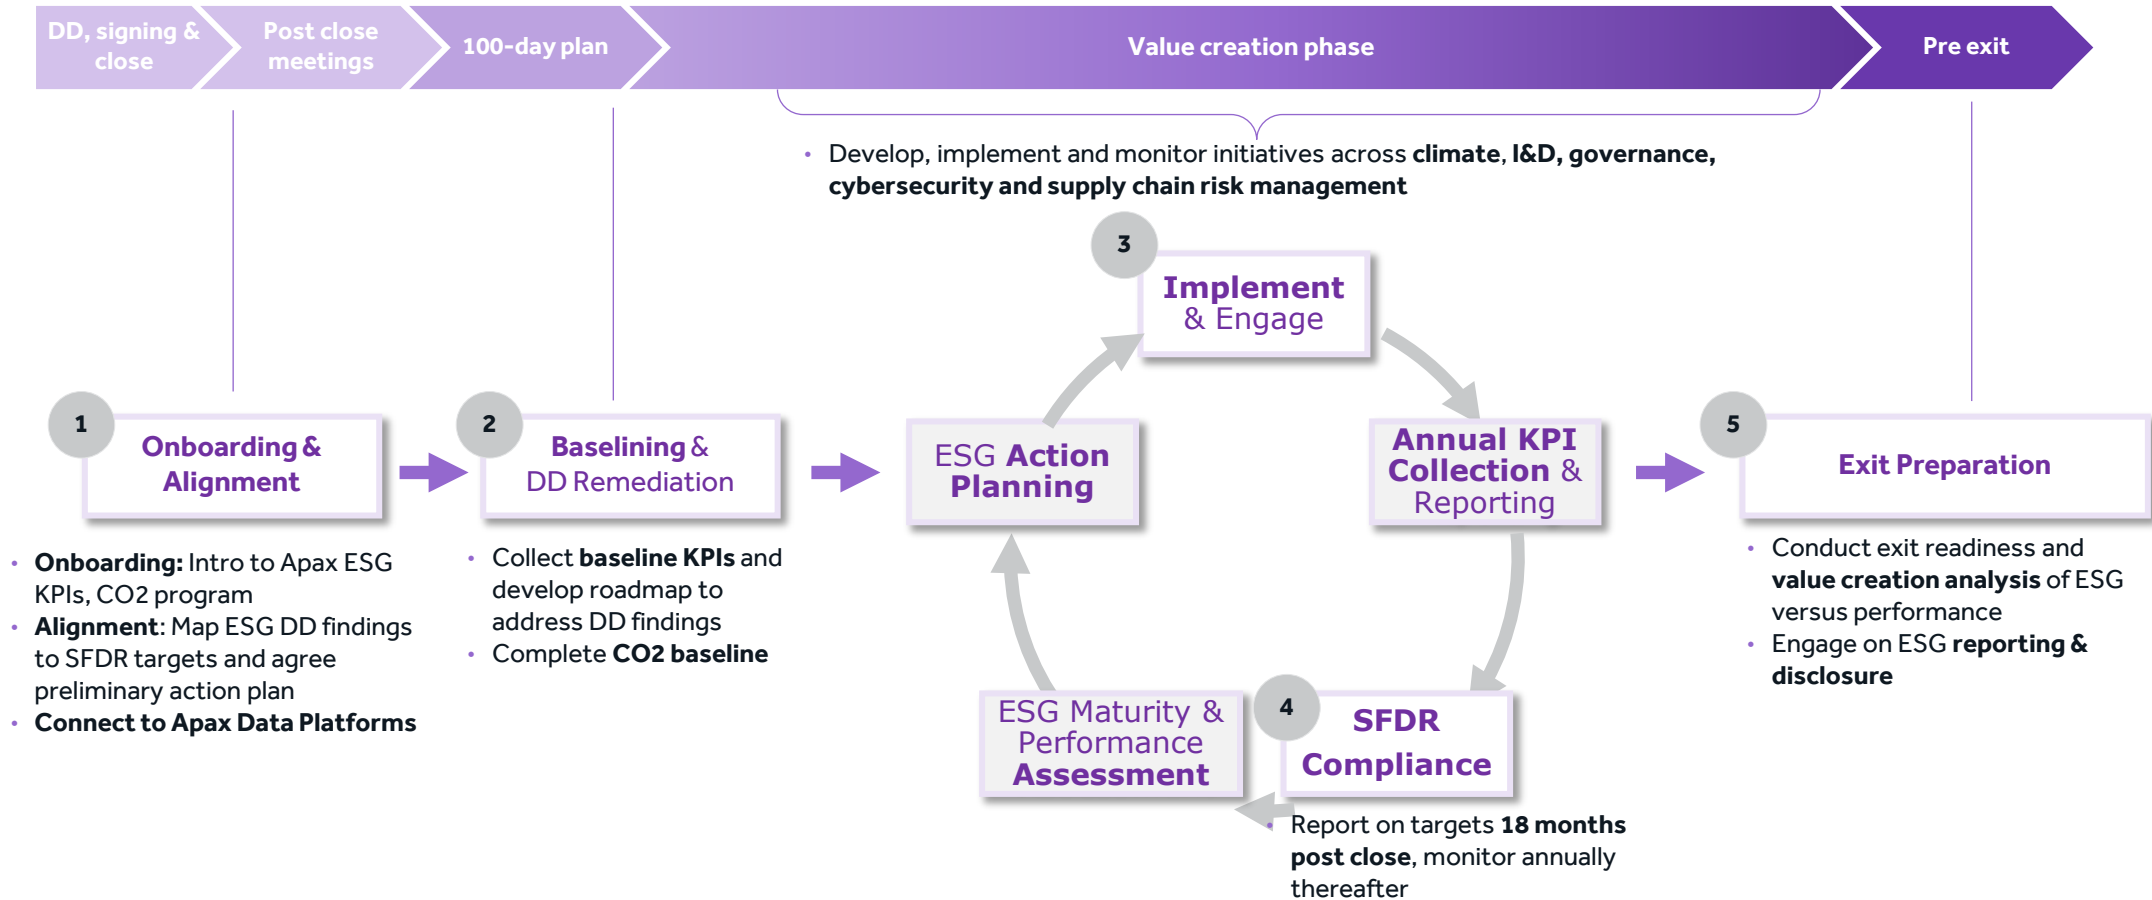 DD, signing &
close
Post close
meetings
100-day plan
Value creation phase
Pre exit
• Develop, implement and monitor initiatives across climate, I&D, governance,
cybersecurity and supply chain risk management
3
Implement
& Engage
1
Onboarding &
Alignment
2
Baselining &
DD Remediation
ESG Action
Planning
Annual KPI
Collection &
Reporting
5
Exit Preparation
• Onboarding: Intro to Apax ESG
KPIs, CO2 program
• Alignment: Map ESG DD findings
to SFDR targets and agree
preliminary action plan
• Connect to Apax Data Platforms
• Collect baseline KPIs and
develop roadmap to
address DD findings
• Complete CO2 baseline
• Conduct exit readiness and
value creation analysis of ESG
versus performance
• Engage on ESG reporting &
disclosure
ESG Maturity &
Performance
Assessment
4
SFDR
Compliance
• Report on targets 18 months
post close, monitor annually
thereafter